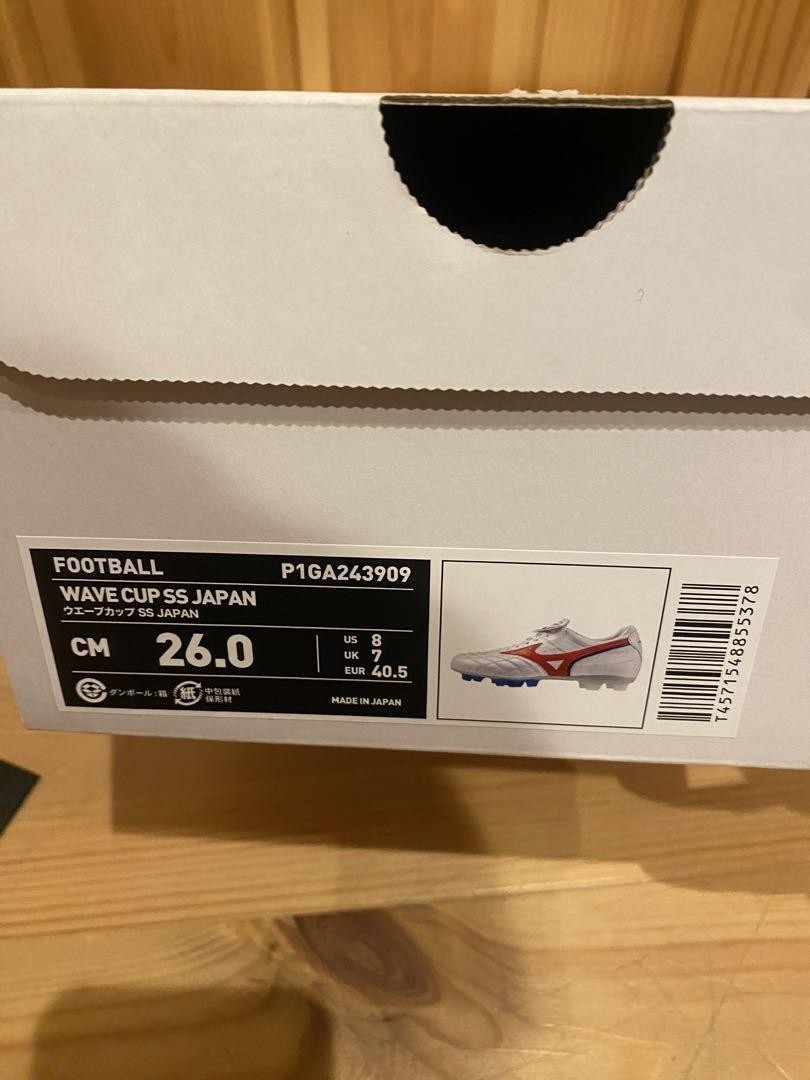 FOOTBALL P1GA243909
WAVE CUP SS JAPAN
ウエーブカップ SS JAPAN
CM 26.0
US 8
UK 7
EUR 40.5
ダンボール:箱 紙 中包装紙
保形材
MADE IN JAPAN
T4571548855378